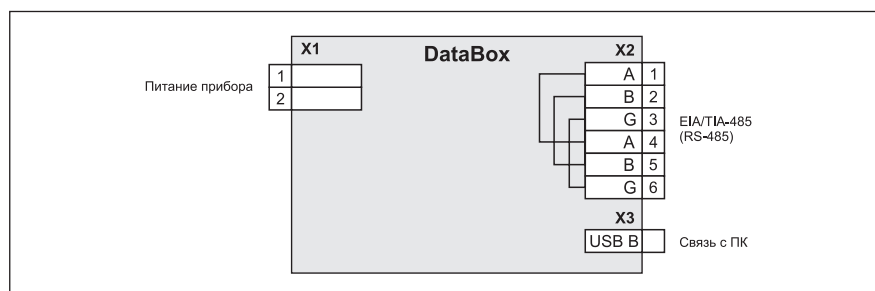 X1 DataBox X2
Питание прибора
1
2
A 1
B 2
G 3
A 4
B 5
G 6
EIA/TIA-485
(RS-485)
X3
USB B Связь с ПК